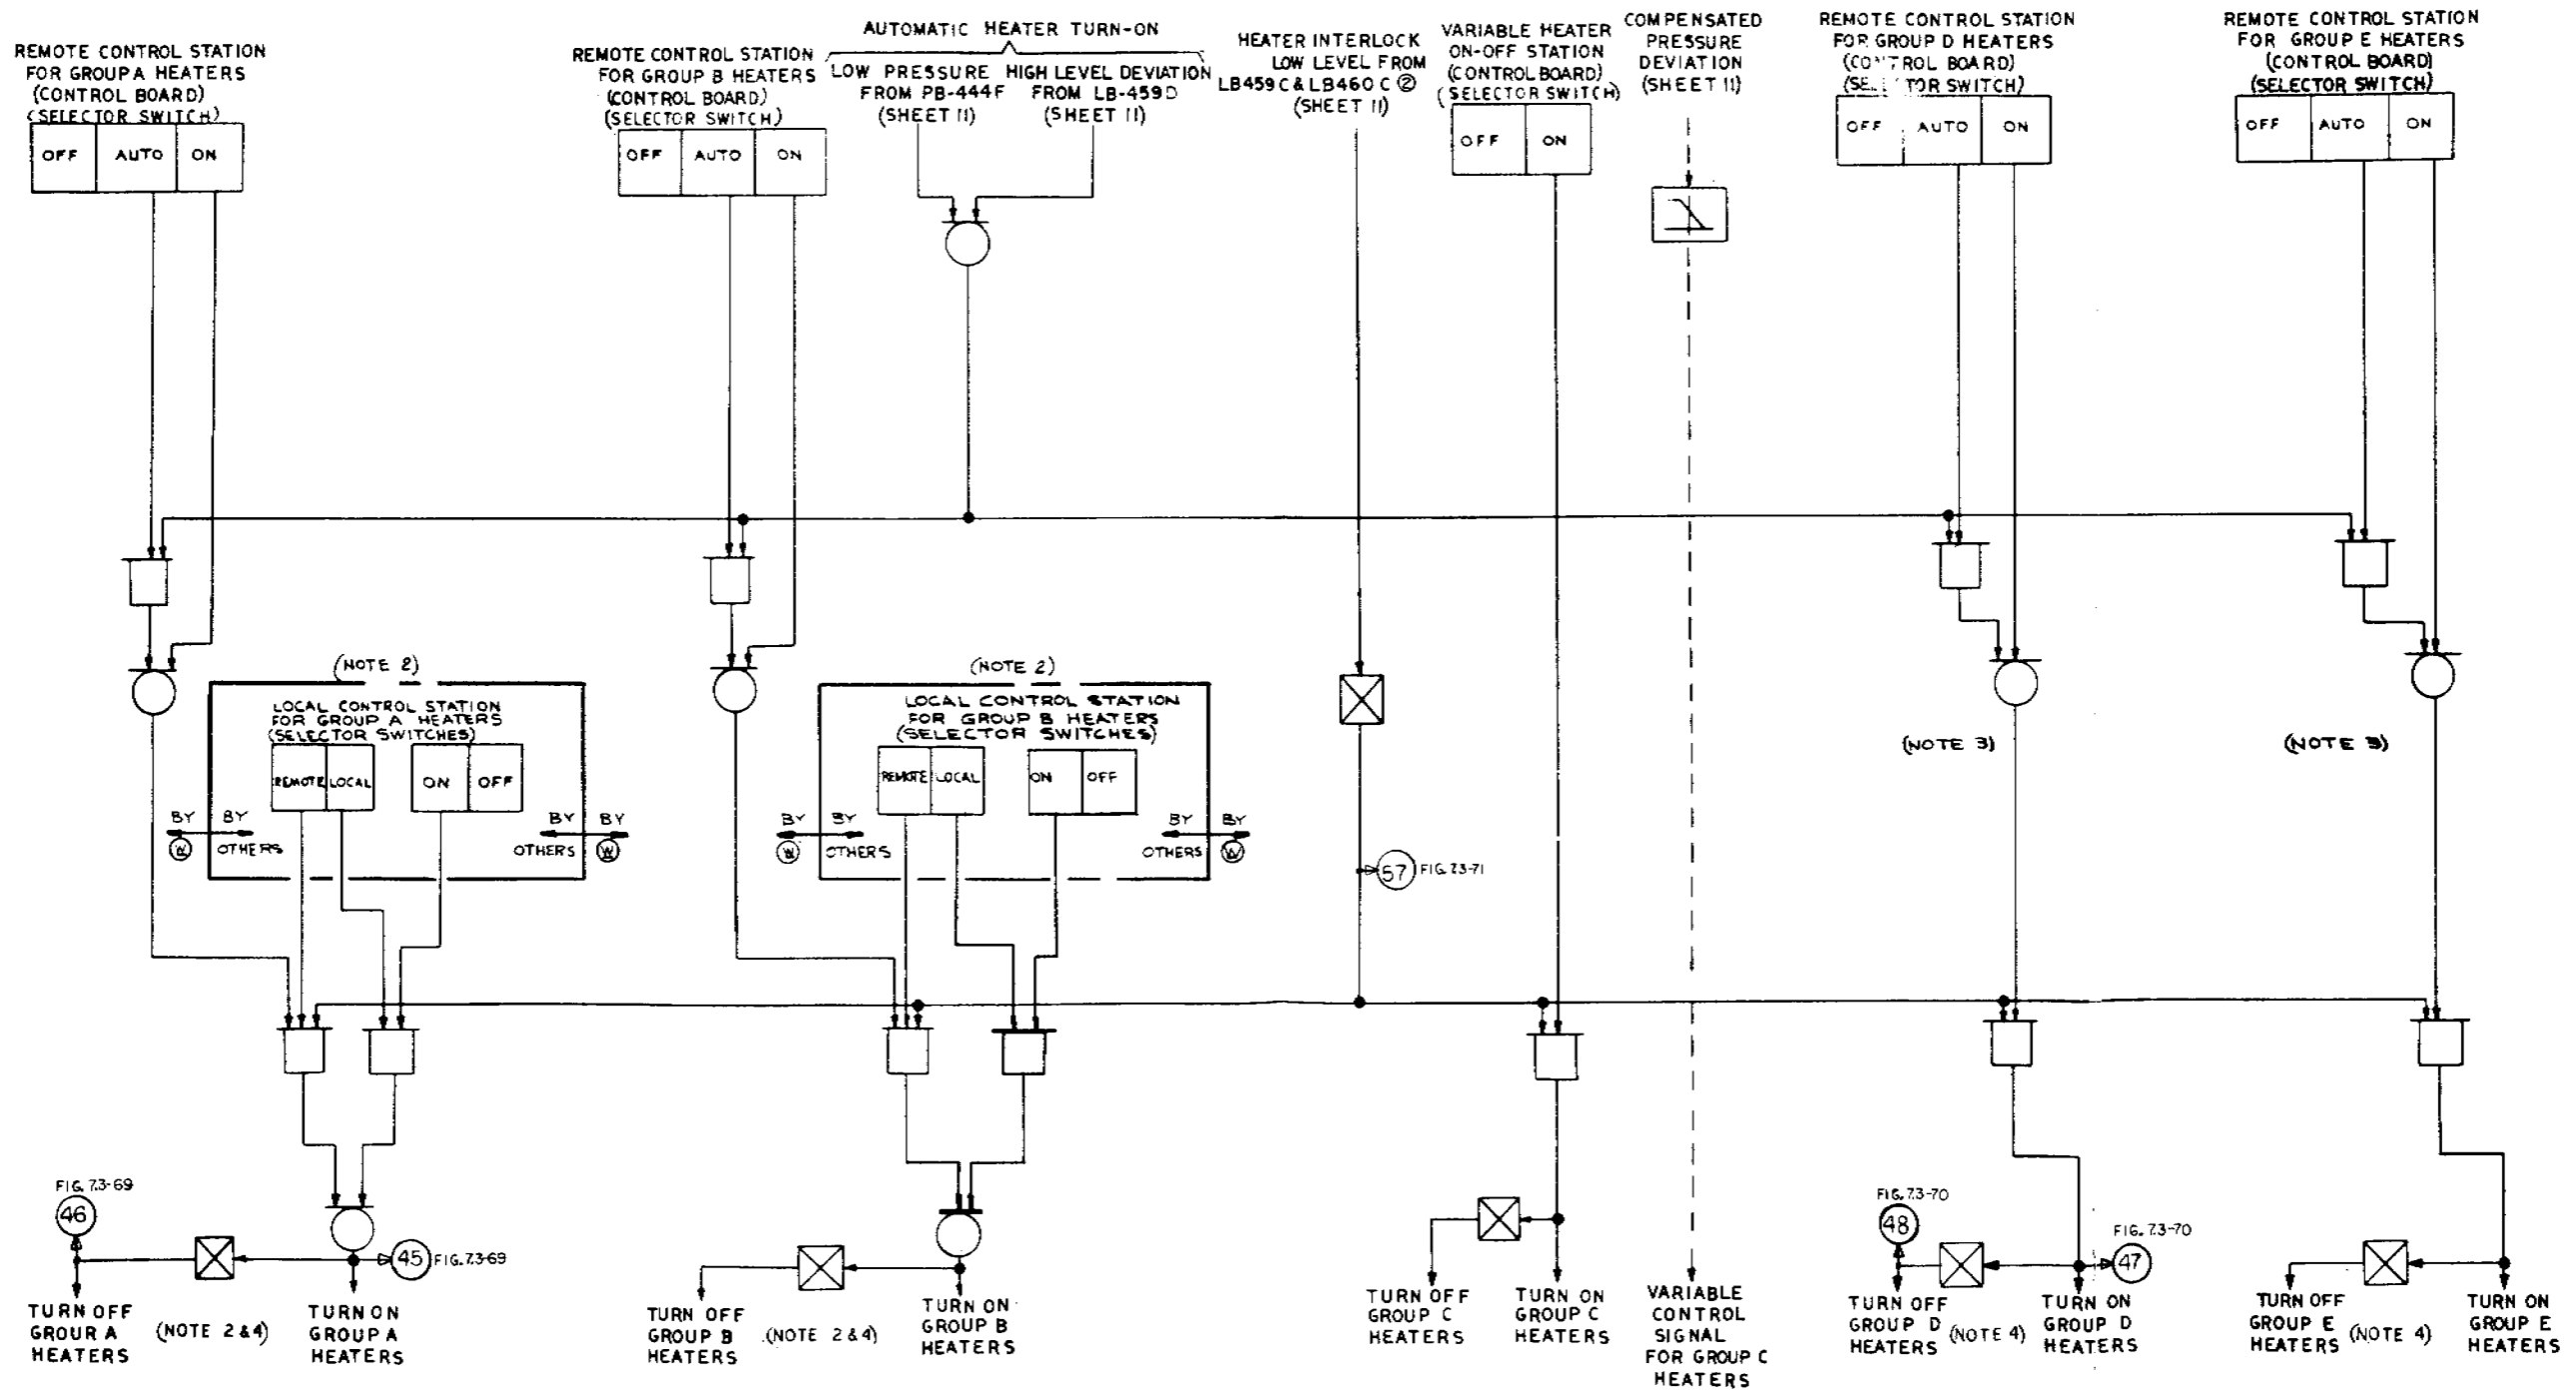 REMOTE CONTROL STATION
FOR GROUP A HEATERS
(CONTROL BOARD)
(SELECTOR SWITCH)
OFF AUTO ON
REMOTE CONTROL STATION
FOR GROUP B HEATERS
(CONTROL BOARD)
(SELECTOR SWITCH)
OFF AUTO ON
AUTOMATIC HEATER TURN-ON
LOW PRESSURE
FROM PB-444F
(SHEET 11)
HIGH LEVEL DEVIATION
FROM LB-459D
(SHEET 11)
HEATER INTERLOCK
LOW LEVEL FROM
LB459C & LB460C ②
(SHEET 11)
VARIABLE HEATER
ON-OFF STATION
(CONTROL BOARD)
(SELECTOR SWITCH)
OFF ON
COMPENSATED
PRESSURE
DEVIATION
(SHEET 11)
REMOTE CONTROL STATION
FOR GROUP D HEATERS
(CONTROL BOARD)
(SELECTOR SWITCH)
OFF AUTO ON
REMOTE CONTROL STATION
FOR GROUP E HEATERS
(CONTROL BOARD)
(SELECTOR SWITCH)
OFF AUTO ON
(NOTE 2)
LOCAL CONTROL STATION
FOR GROUP A HEATERS
(SELECTOR SWITCHES)
REMOTE LOCAL ON OFF
BY BY
W OTHERS
BY BY
OTHERS W
(NOTE 2)
LOCAL CONTROL STATION
FOR GROUP B HEATERS
(SELECTOR SWITCHES)
REMOTE LOCAL ON OFF
BY BY
W OTHERS
BY BY
OTHERS W
(NOTE 3)
(NOTE 3)
57 FIG. 7.3-71
FIG. 7.3-69
46
45 FIG. 7.3-69
TURN OFF
GROUR A
HEATERS
(NOTE 2 & 4)
TURN ON
GROUP A
HEATERS
TURN OFF
GROUP B
HEATERS
(NOTE 2 & 4)
TURN ON
GROUP B
HEATERS
TURN OFF
GROUP C
HEATERS
TURN ON
GROUP C
HEATERS
VARIABLE
CONTROL
SIGNAL
FOR GROUP C
HEATERS
FIG. 7.3-70
48
FIG. 7.3-70
47
TURN OFF
GROUP D
HEATERS
(NOTE 4)
TURN ON
GROUP D
HEATERS
TURN OFF
GROUP E
HEATERS
(NOTE 4)
TURN ON
GROUP E
HEATERS